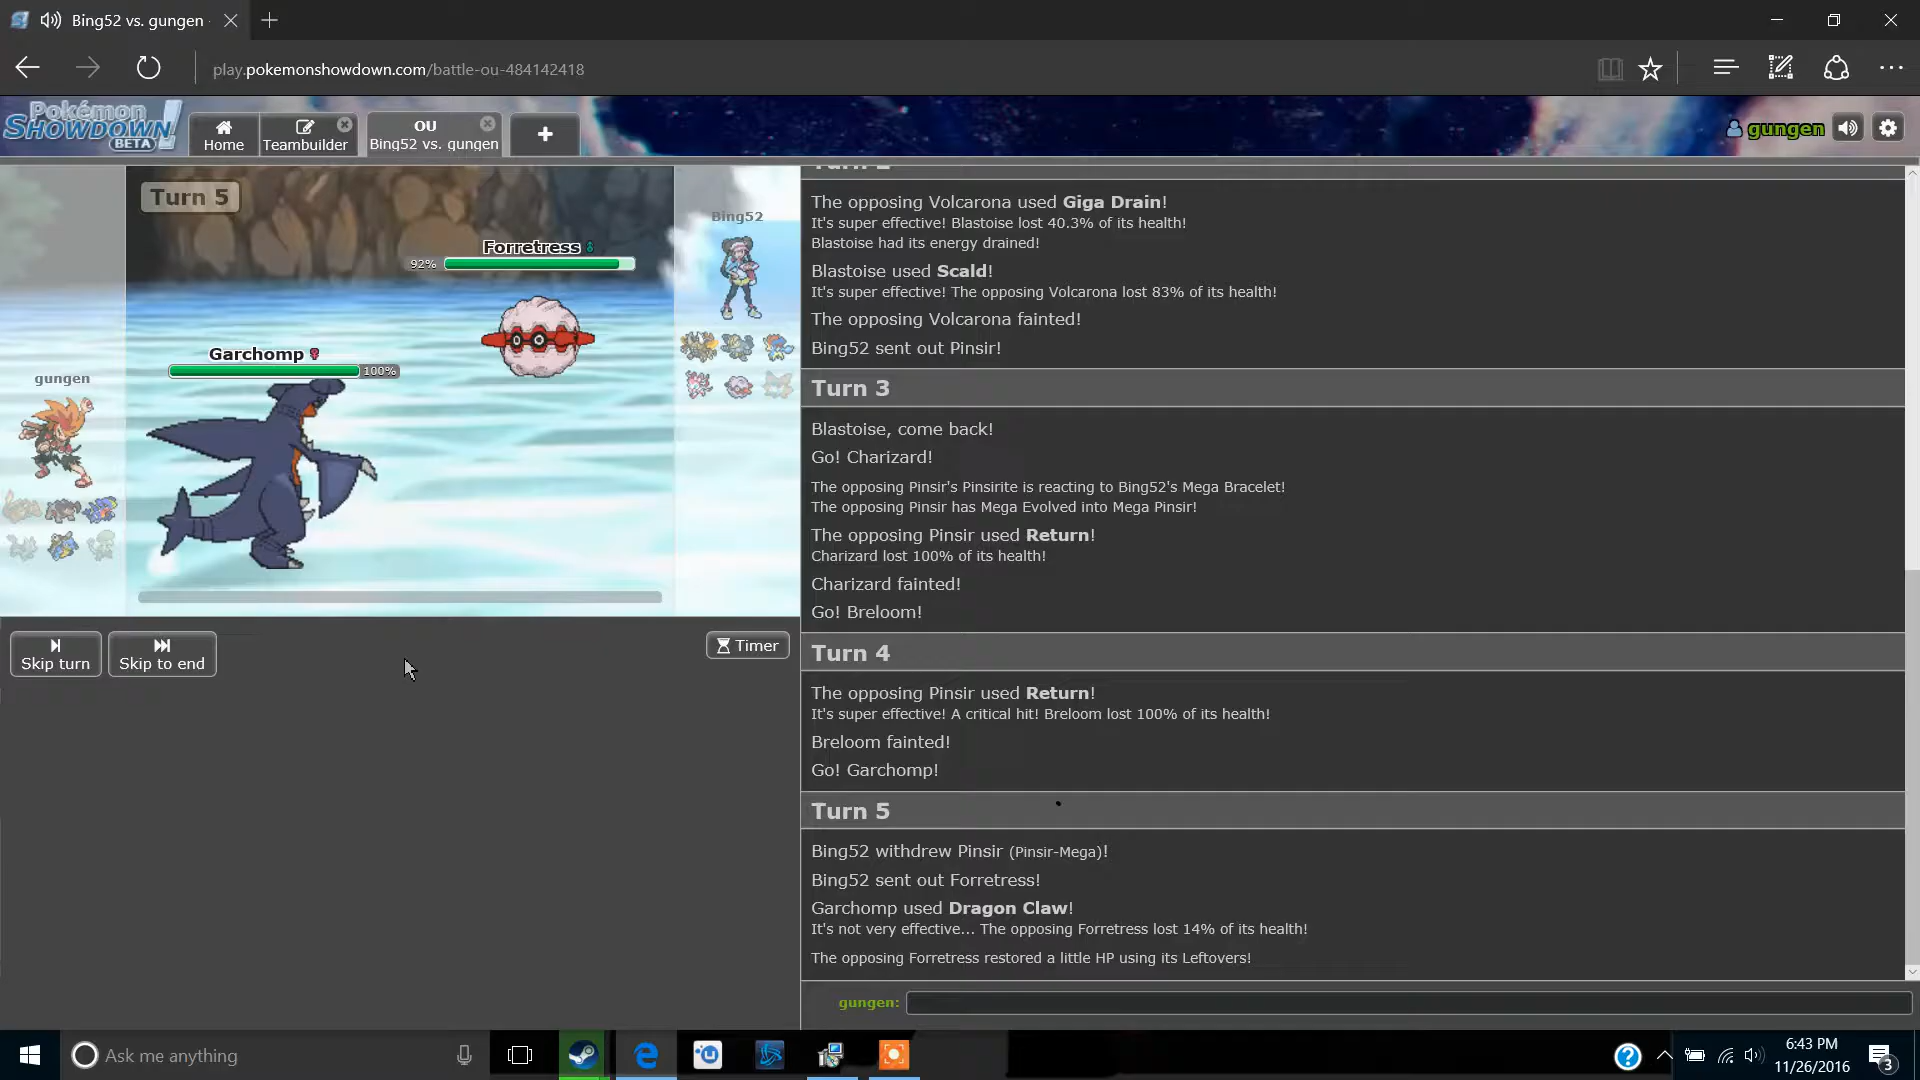 Bing52 vs. gungen
play.pokemonshowdown.com/battle-ou-484142418
Pokémon
SHOWDOWN!
BETA
Home
Teambuilder
OU
Bing52 vs. gungen
gungen
Turn 5
Bing52
Forretress
92%
Garchomp
100%
gungen
Skip turn
Skip to end
Timer
The opposing Volcarona used Giga Drain!
It's super effective! Blastoise lost 40.3% of its health!
Blastoise had its energy drained!
Blastoise used Scald!
It's super effective! The opposing Volcarona lost 83% of its health!
The opposing Volcarona fainted!
Bing52 sent out Pinsir!
Turn 3
Blastoise, come back!
Go! Charizard!
The opposing Pinsir's Pinsirite is reacting to Bing52's Mega Bracelet!
The opposing Pinsir has Mega Evolved into Mega Pinsir!
The opposing Pinsir used Return!
Charizard lost 100% of its health!
Charizard fainted!
Go! Breloom!
Turn 4
The opposing Pinsir used Return!
It's super effective! A critical hit! Breloom lost 100% of its health!
Breloom fainted!
Go! Garchomp!
Turn 5
Bing52 withdrew Pinsir (Pinsir-Mega)!
Bing52 sent out Forretress!
Garchomp used Dragon Claw!
It's not very effective... The opposing Forretress lost 14% of its health!
The opposing Forretress restored a little HP using its Leftovers!
gungen:
Ask me anything
6:43 PM
11/26/2016
3